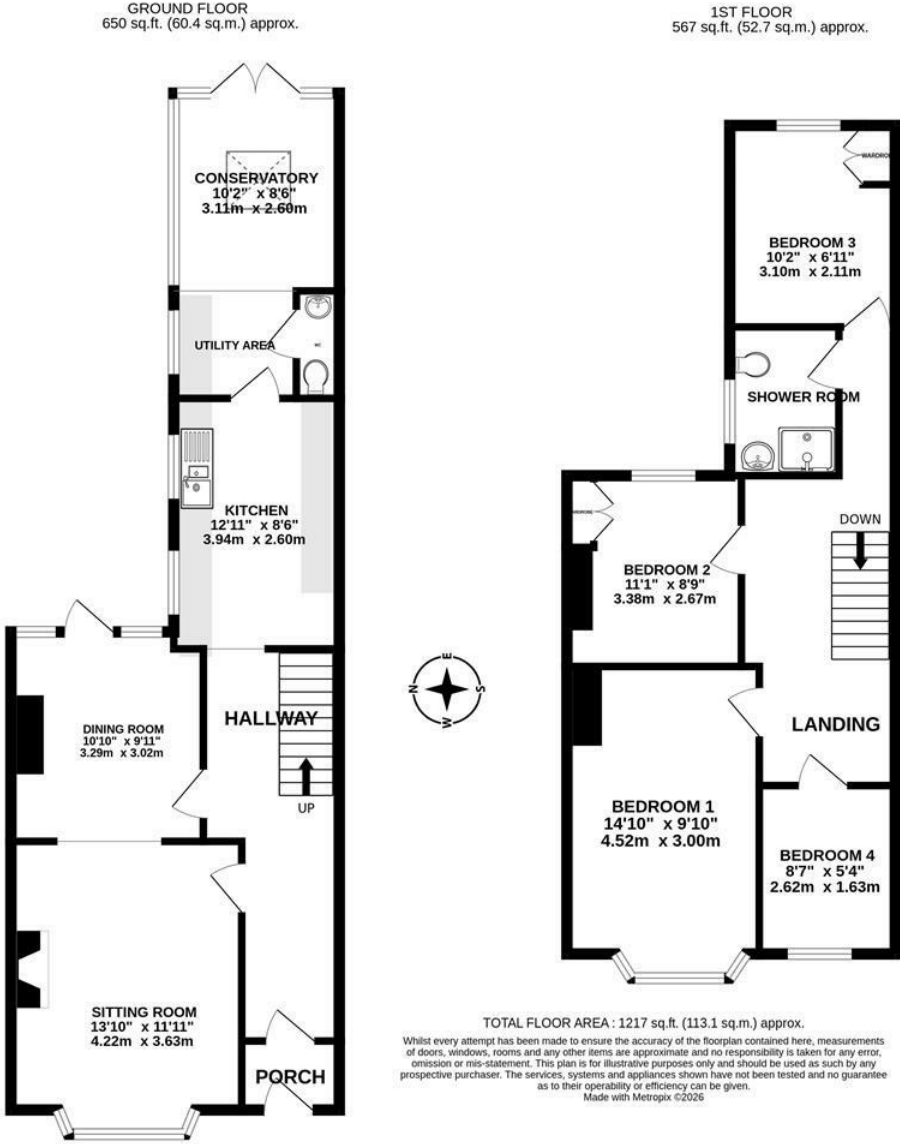 GROUND FLOOR
650 sq.ft. (60.4 sq.m.) approx.
CONSERVATORY
10'2" x 8'6"
3.11m x 2.60m
UTILITY AREA
WC
KITCHEN
12'11" x 8'6"
3.94m x 2.60m
HALLWAY
DINING ROOM
10'10" x 9'11"
3.29m x 3.02m
UP
SITTING ROOM
13'10" x 11'11"
4.22m x 3.63m
PORCH
N
E
S
W
1ST FLOOR
567 sq.ft. (52.7 sq.m.) approx.
BEDROOM 3
10'2" x 6'11"
3.10m x 2.11m
SHOWER ROOM
DOWN
BEDROOM 2
11'1" x 8'9"
3.38m x 2.67m
LANDING
BEDROOM 1
14'10" x 9'10"
4.52m x 3.00m
BEDROOM 4
8'7" x 5'4"
2.62m x 1.63m
TOTAL FLOOR AREA : 1217 sq.ft. (113.1 sq.m.) approx.
Whilst every attempt has been made to ensure the accuracy of the floorplan contained here, measurements
of doors, windows, rooms and any other items are approximate and no responsibility is taken for any error,
omission or mis-statement. This plan is for illustrative purposes only and should be used as such by any
prospective purchaser. The services, systems and appliances shown have not been tested and no guarantee
as to their operability or efficiency can be given.
Made with Metropix ©2026